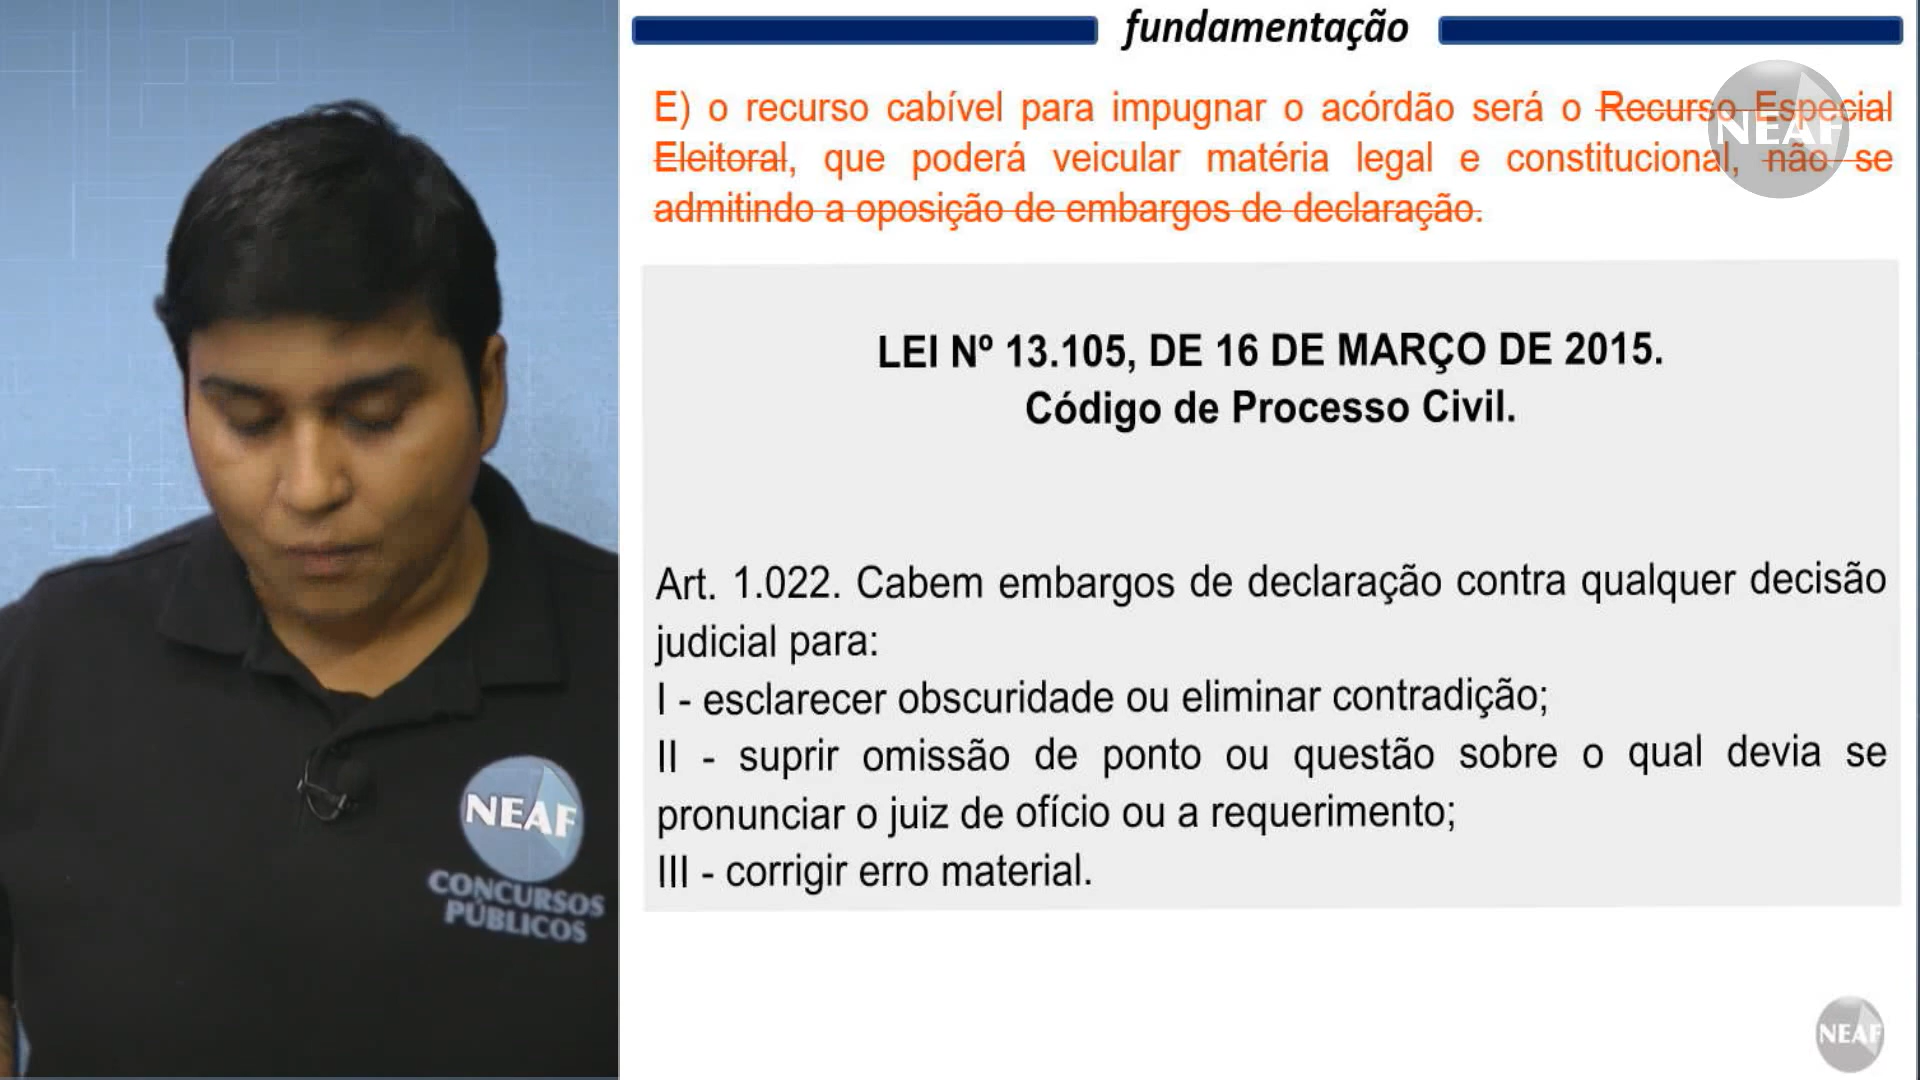 fundamentação
E) o recurso cabível para impugnar o acórdão será o Recurso Especial
Eleitoral, que poderá veicular matéria legal e constitucional, não se
admitindo a oposição de embargos de declaração.
NEAF
LEI Nº 13.105, DE 16 DE MARÇO DE 2015.
Código de Processo Civil.
Art. 1.022. Cabem embargos de declaração contra qualquer decisão
judicial para:
I - esclarecer obscuridade ou eliminar contradição;
II - suprir omissão de ponto ou questão sobre o qual devia se
pronunciar o juiz de ofício ou a requerimento;
III - corrigir erro material.
NEAF
CONCURSOS
PÚBLICOS
NEAF